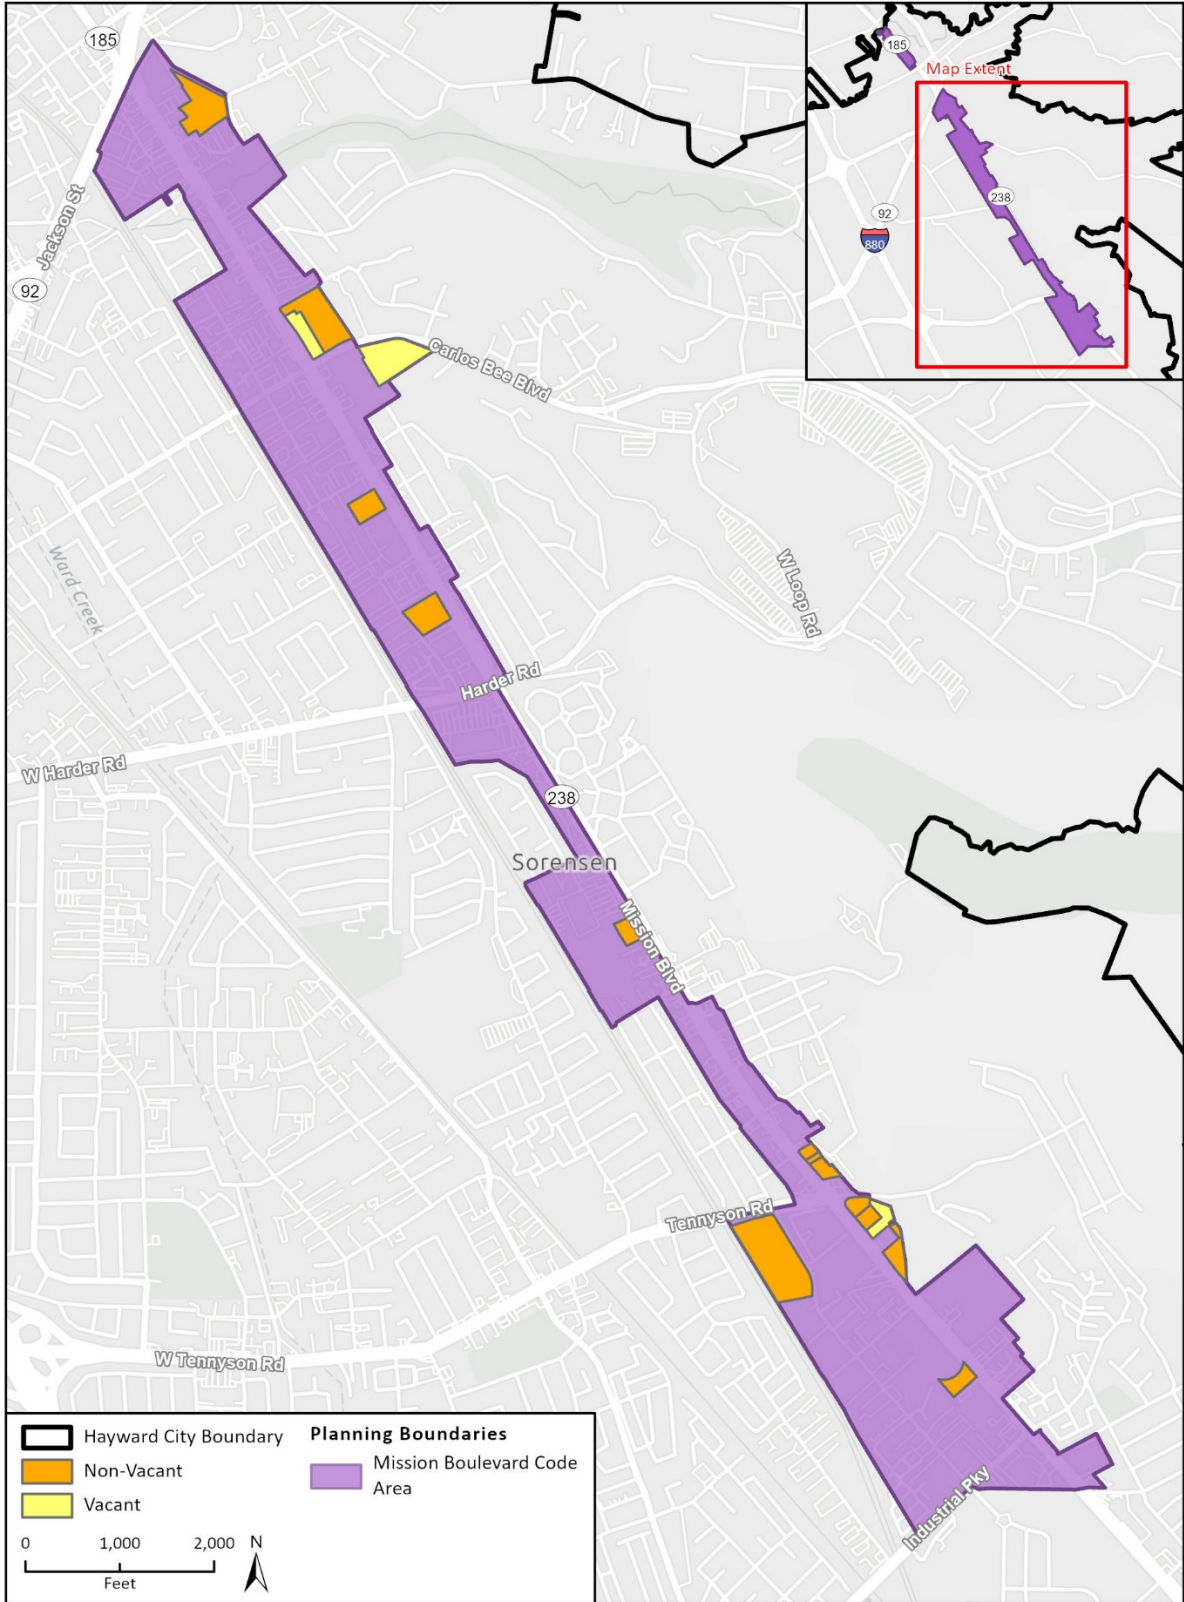 185
185
Map Extent
Jackson St
92
238
92
880
Carlos Bee Blvd
Ward Creek
W Loop Rd
Harder Rd
W Harder Rd
238
Sorensen
Mission Blvd
Tennyson Rd
W Tennyson Rd
Industrial Pky
Hayward City Boundary
Non-Vacant
Vacant
Planning Boundaries
Mission Boulevard Code
Area
0 1,000 2,000
Feet
N